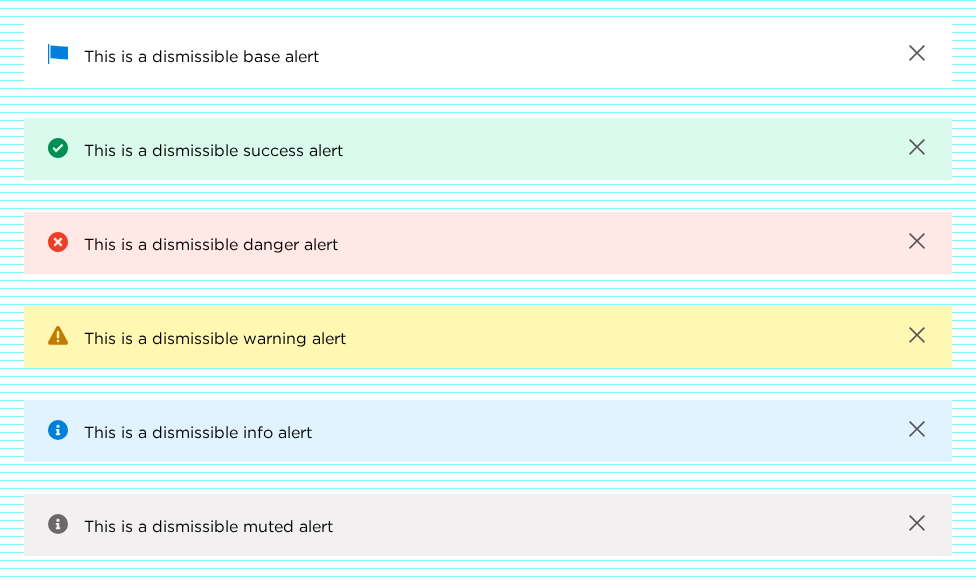 This is a dismissible base alert
This is a dismissible success alert
This is a dismissible danger alert
This is a dismissible warning alert
This is a dismissible info alert
This is a dismissible muted alert